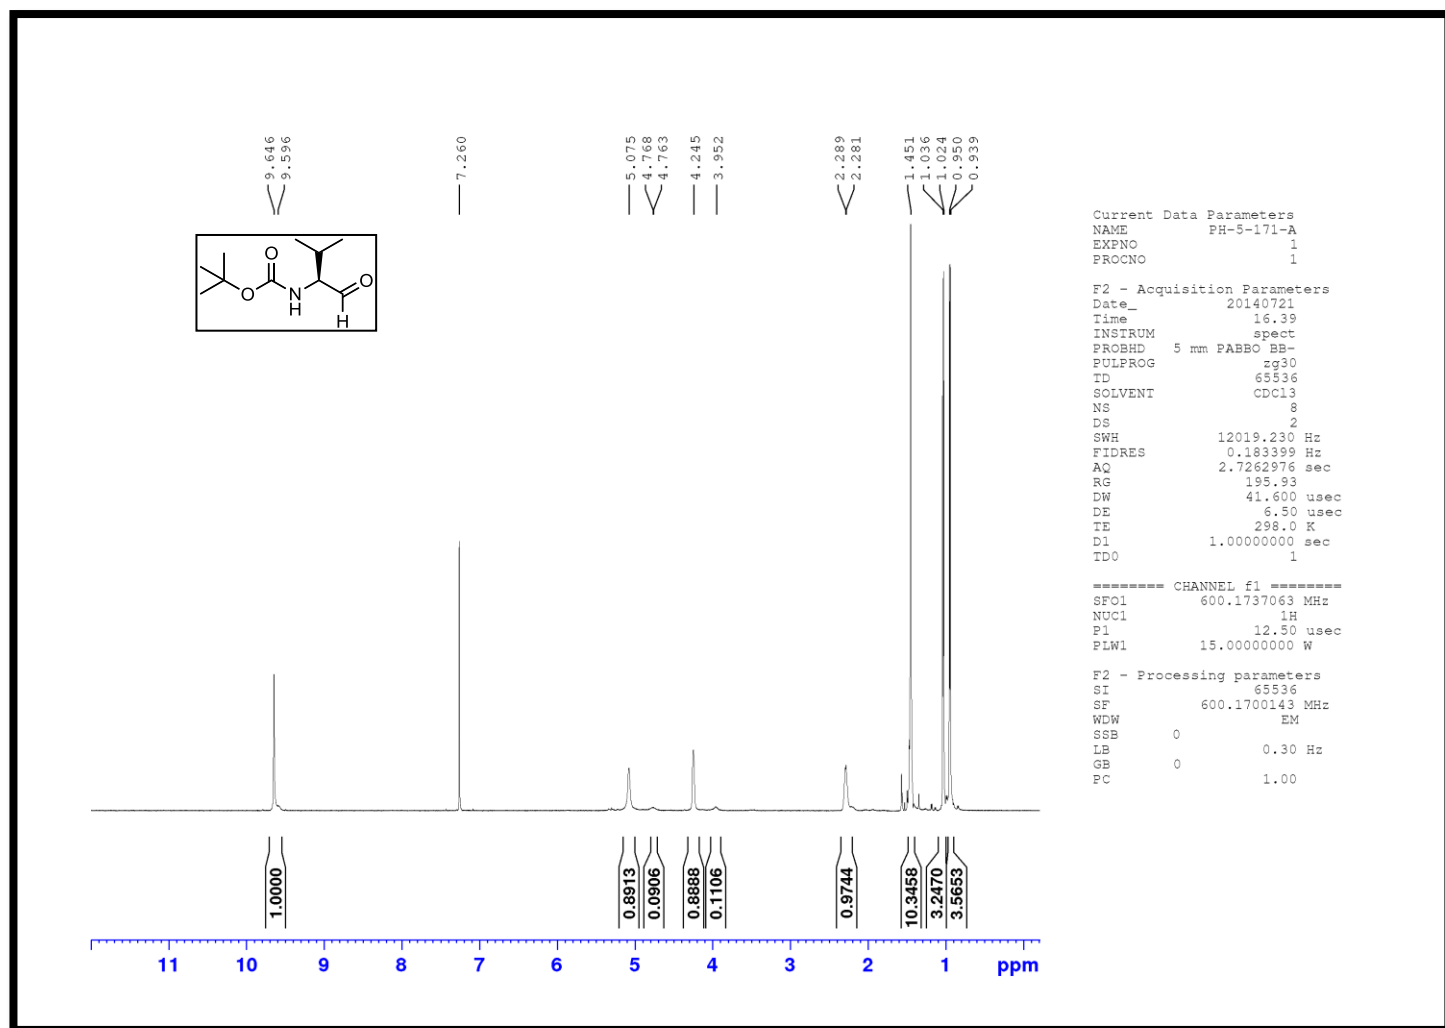 9.646
9.596
7.260
5.075
4.768
4.763
4.245
3.952
2.289
2.281
1.451
1.036
1.024
0.950
0.939
O
O
N
H
O
H
Current Data Parameters
NAME PH-5-171-A
EXPNO 1
PROCNO 1
F2 - Acquisition Parameters
Date_ 20140721
Time 16.39
INSTRUM spect
PROBHD 5 mm PABBO BB-
PULPROG zg30
TD 65536
SOLVENT CDCl3
NS 8
DS 2
SWH 12019.230 Hz
FIDRES 0.183399 Hz
AQ 2.7262976 sec
RG 195.93
DW 41.600 usec
DE 6.50 usec
TE 298.0 K
D1 1.00000000 sec
TD0 1
======== CHANNEL f1 ========
SFO1 600.1737063 MHz
NUC1 1H
P1 12.50 usec
PLW1 15.00000000 W
F2 - Processing parameters
SI 65536
SF 600.1700143 MHz
WDW EM
SSB 0
LB 0.30 Hz
GB 0
PC 1.00
1.0000
0.8913
0.0906
0.8888
0.1106
0.9744
10.3458
3.2470
3.5653
11 10 9 8 7 6 5 4 3 2 1 ppm